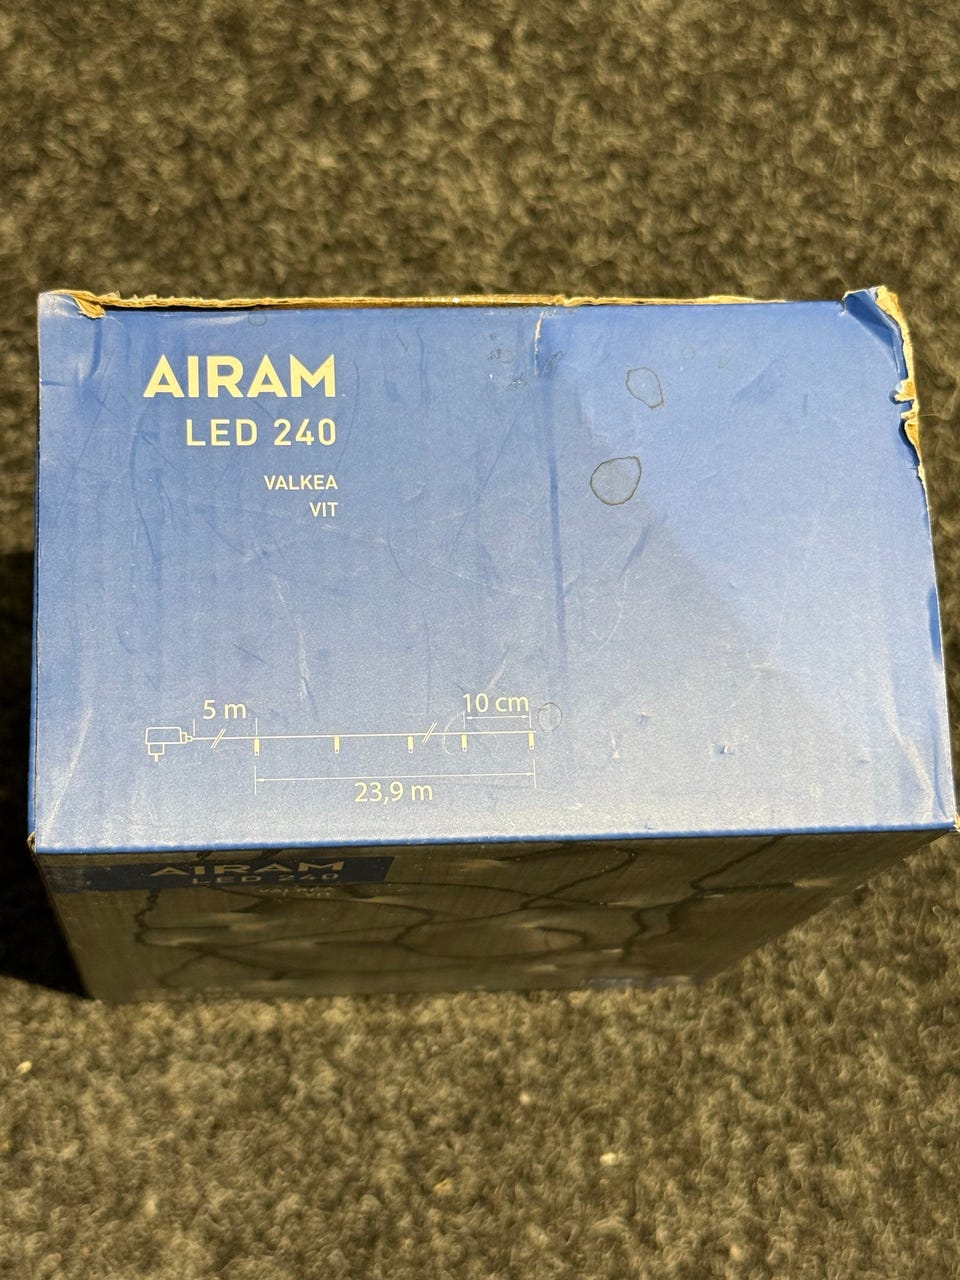 AIRAM
LED 240
VALKEA
VIT
5 m
10 cm
23,9 m
AIRAM
LED 240